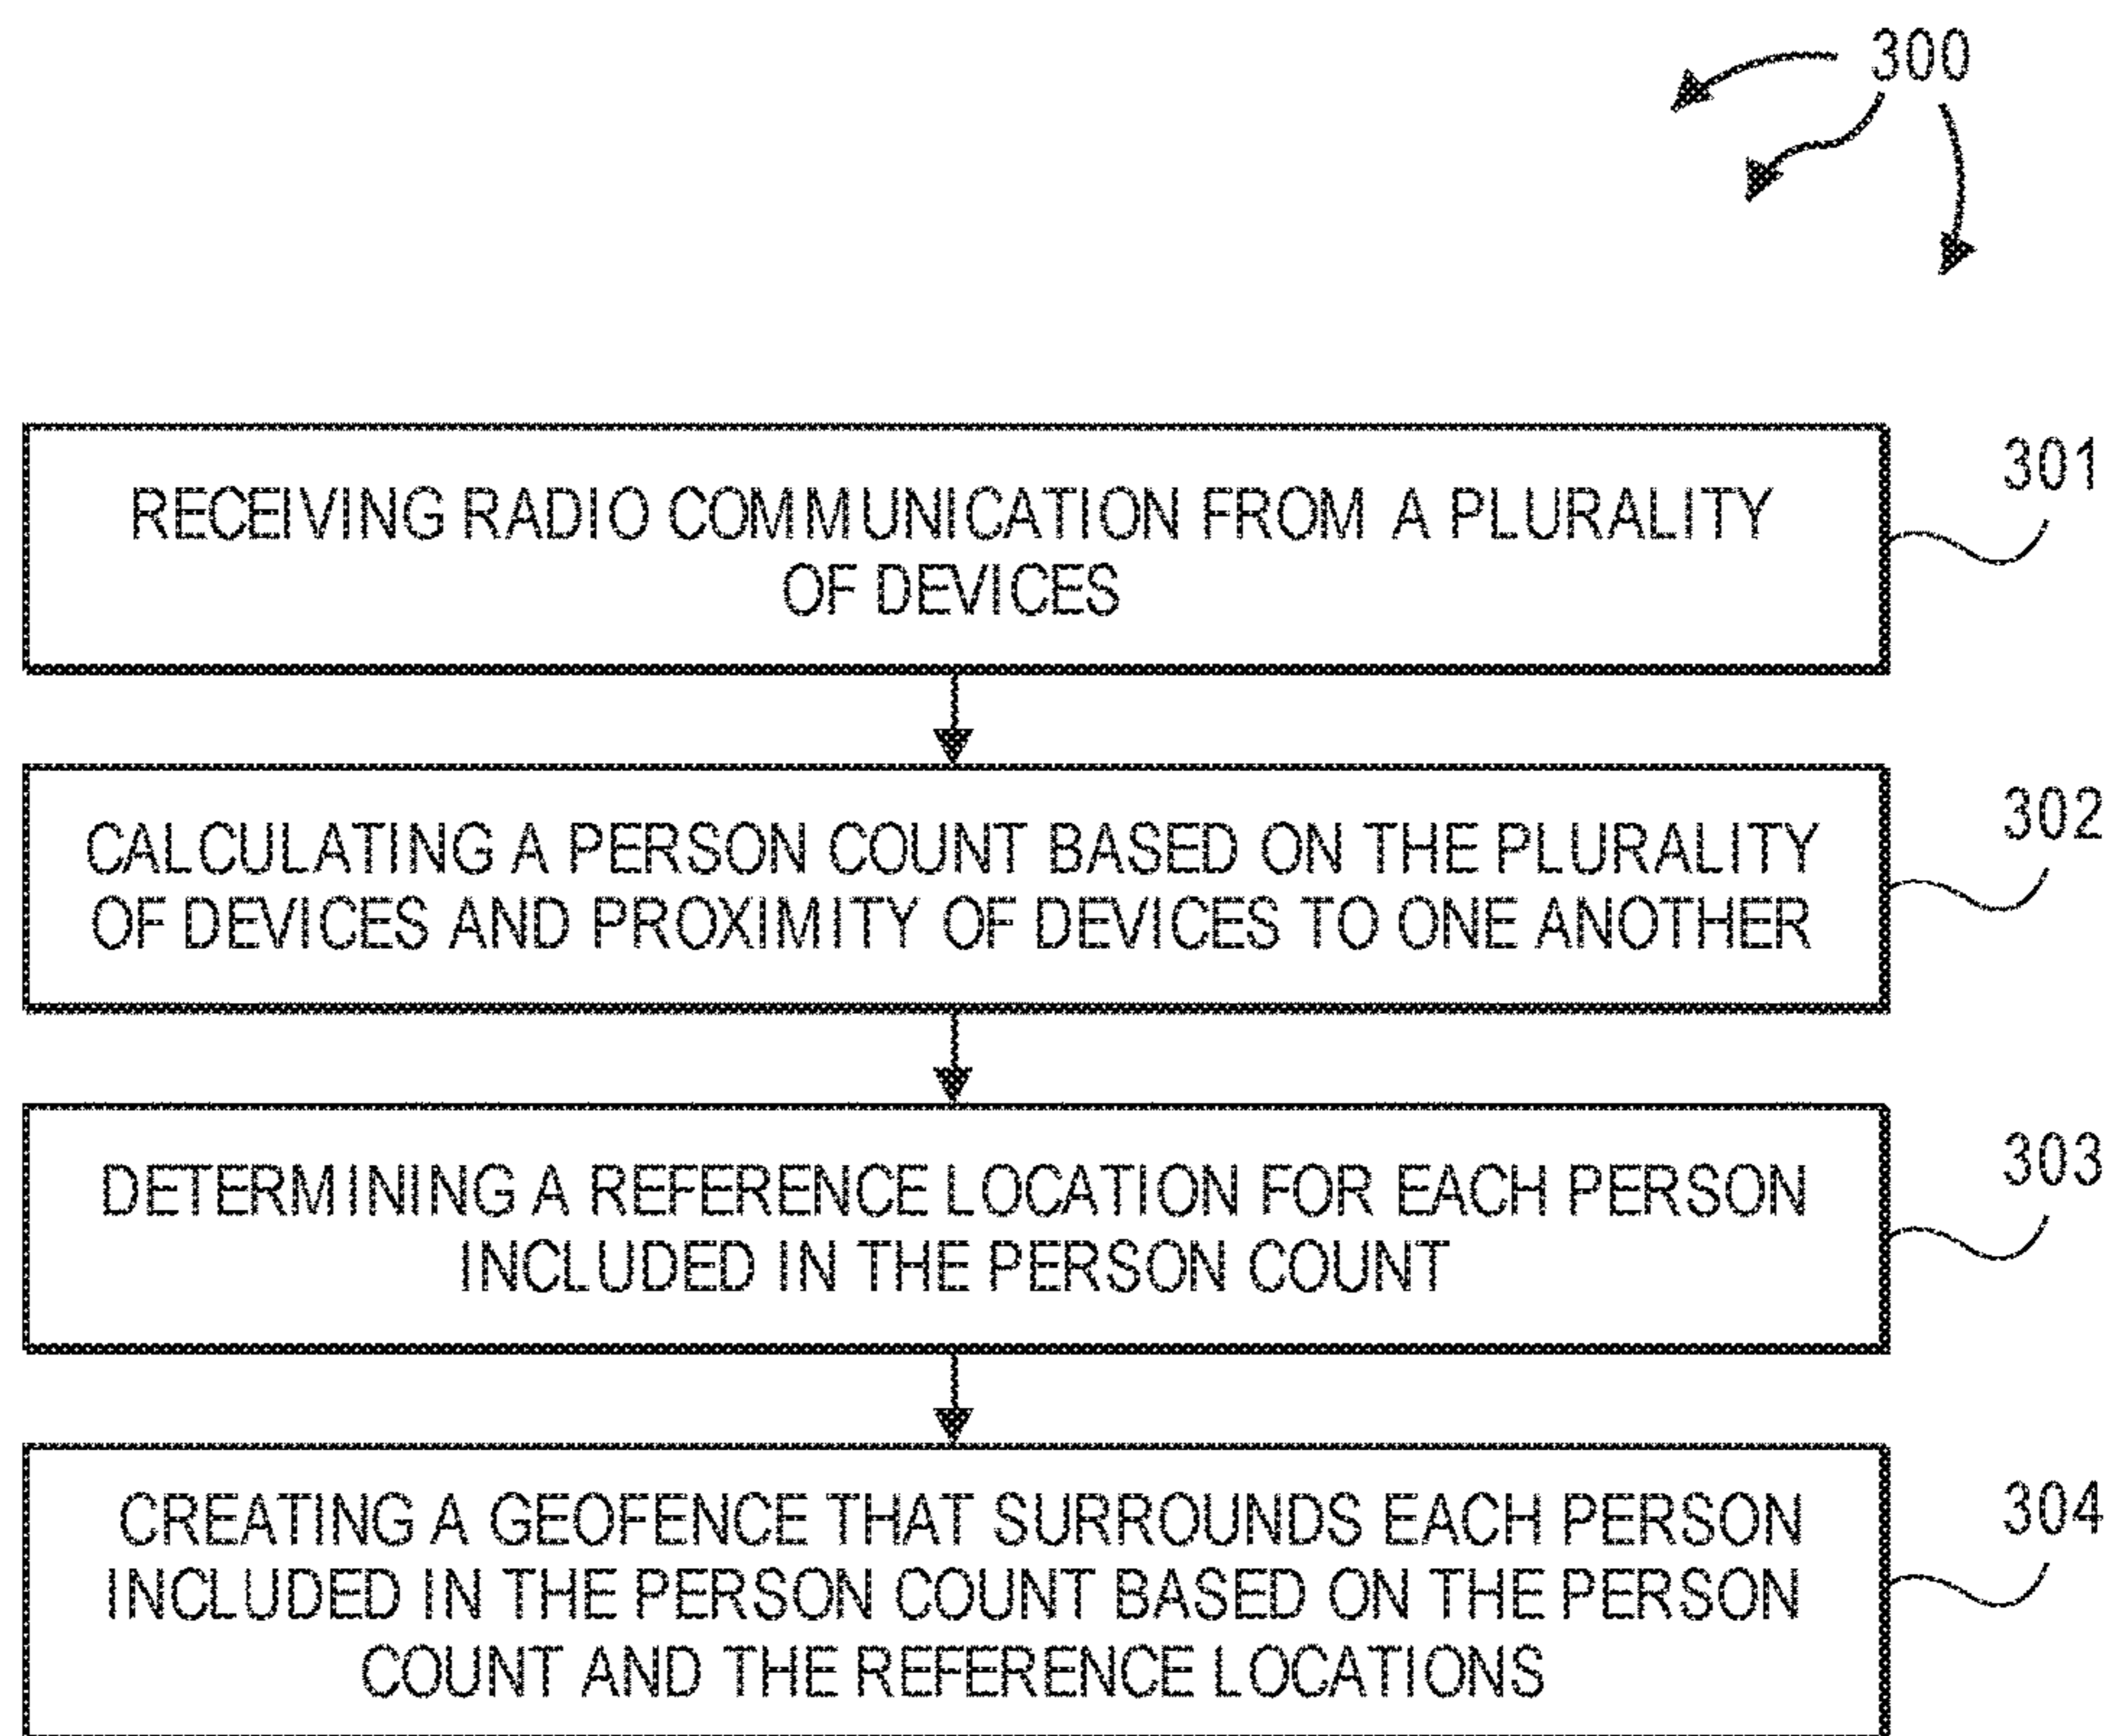 300
RECEIVING RADIO COMMUNICATION FROM A PLURALITY
OF DEVICES
301
CALCULATING A PERSON COUNT BASED ON THE PLURALITY
OF DEVICES AND PROXIMITY OF DEVICES TO ONE ANOTHER
302
DETERMINING A REFERENCE LOCATION FOR EACH PERSON
INCLUDED IN THE PERSON COUNT
303
CREATING A GEOFENCE THAT SURROUNDS EACH PERSON
INCLUDED IN THE PERSON COUNT BASED ON THE PERSON
COUNT AND THE REFERENCE LOCATIONS
304